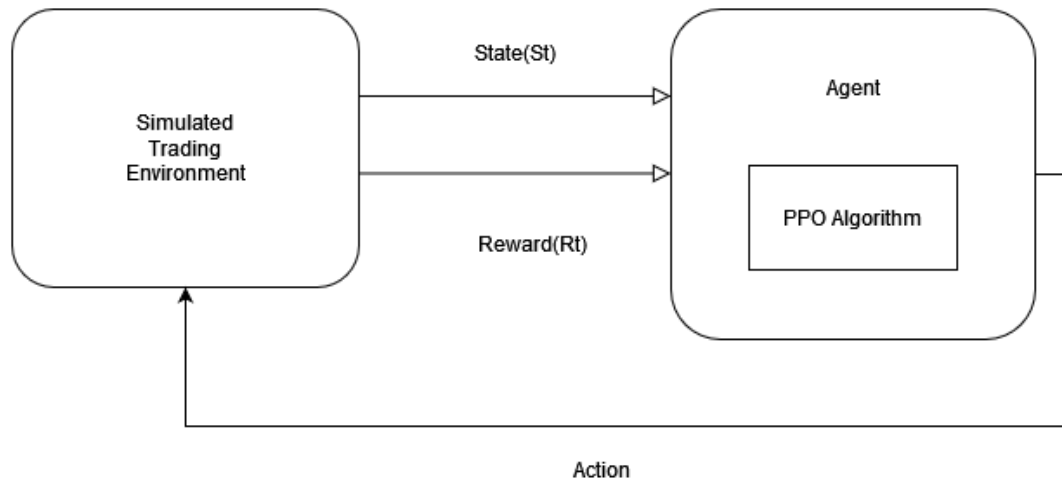 State(St)
Agent
Simulated
Trading
Environment
PPO Algorithm
Reward(Rt)
Action